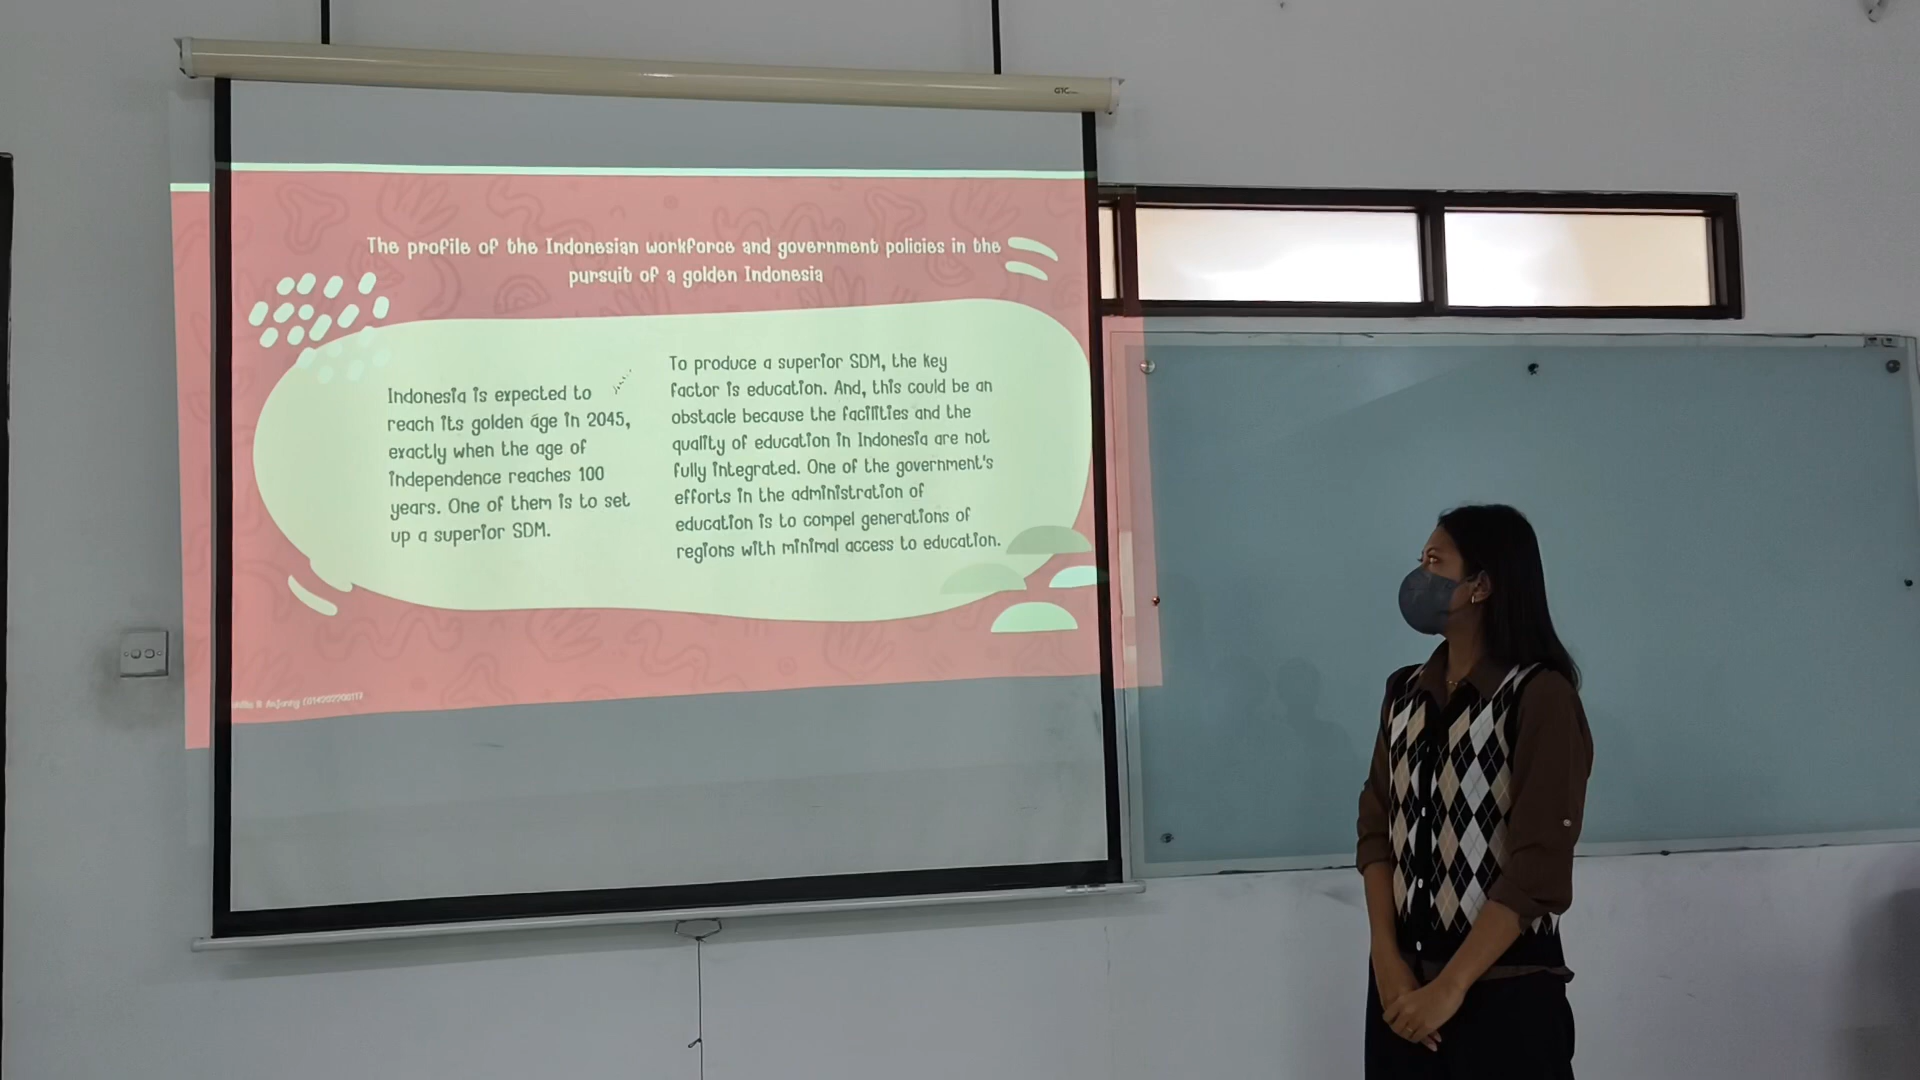 GTC
The profile of the Indonesian workforce and government policies in the
pursuit of a golden Indonesia
Indonesia is expected to
reach its golden age in 2045,
exactly when the age of
independence reaches 100
years. One of them is to set
up a superior SDM.
To produce a superior SDM, the key
factor is education. And, this could be an
obstacle because the facilities and the
quality of education in Indonesia are not
fully integrated. One of the government's
efforts in the administration of
education is to compel generations of
regions with minimal access to education.